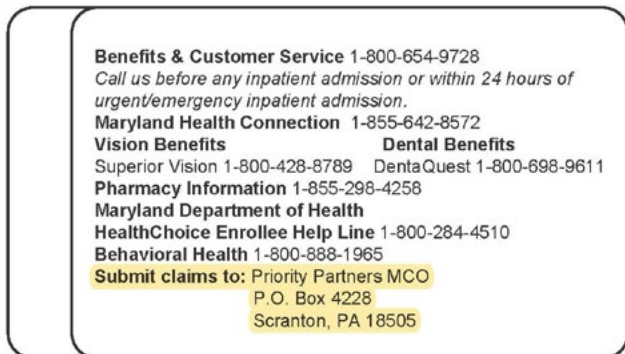 Benefits & Customer Service 1-800-654-9728
Call us before any inpatient admission or within 24 hours of
urgent/emergency inpatient admission.
Maryland Health Connection 1-855-642-8572
Vision Benefits Dental Benefits
Superior Vision 1-800-428-8789 DentaQuest 1-800-698-9611
Pharmacy Information 1-855-298-4258
Maryland Department of Health
HealthChoice Enrollee Help Line 1-800-284-4510
Behavioral Health 1-800-888-1965
Submit claims to: Priority Partners MCO
P.O. Box 4228
Scranton, PA 18505